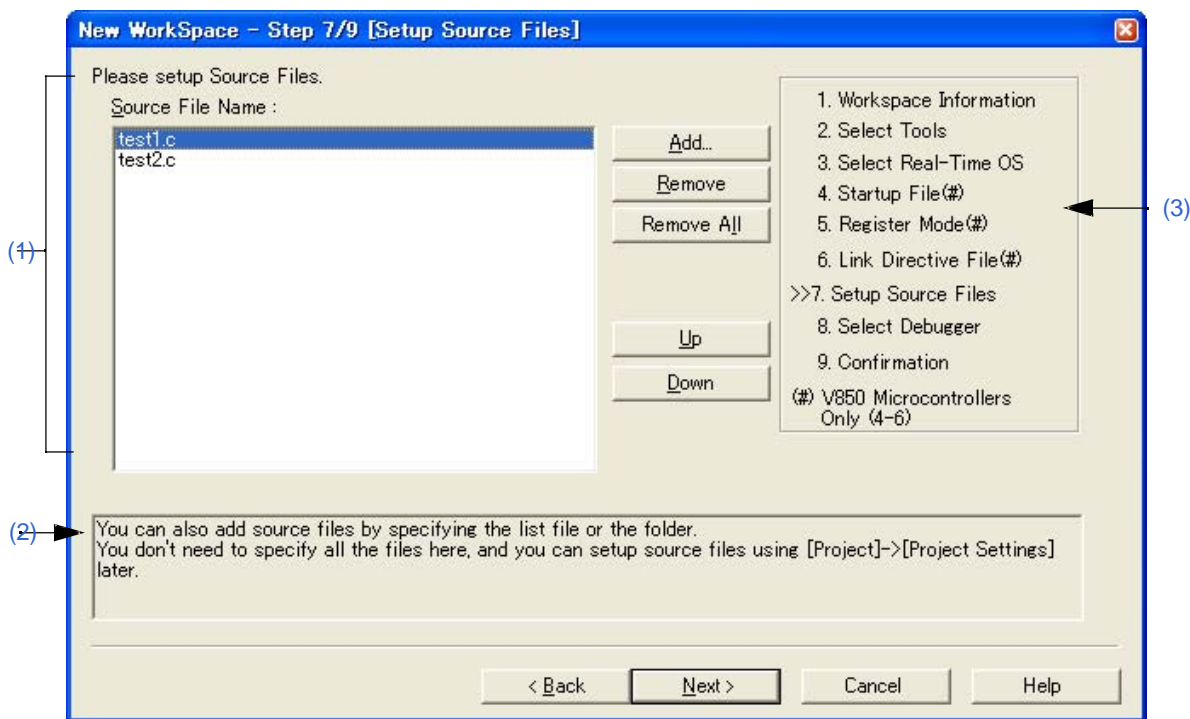 New WorkSpace - Step 7/9 [Setup Source Files]
(1)
Please setup Source Files.
Source File Name :
test1.c
test2.c
Add...
Remove
Remove All
Up
Down
1. Workspace Information
2. Select Tools
3. Select Real-Time OS
4. Startup File(#)
5. Register Mode(#)
6. Link Directive File(#)
>>7. Setup Source Files
8. Select Debugger
9. Confirmation
(#) V850 Microcontrollers
Only (4-6)
(3)
(2)
You can also add source files by specifying the list file or the folder.
You don't need to specify all the files here, and you can setup source files using [Project]->[Project Settings]
later.
< Back
Next >
Cancel
Help